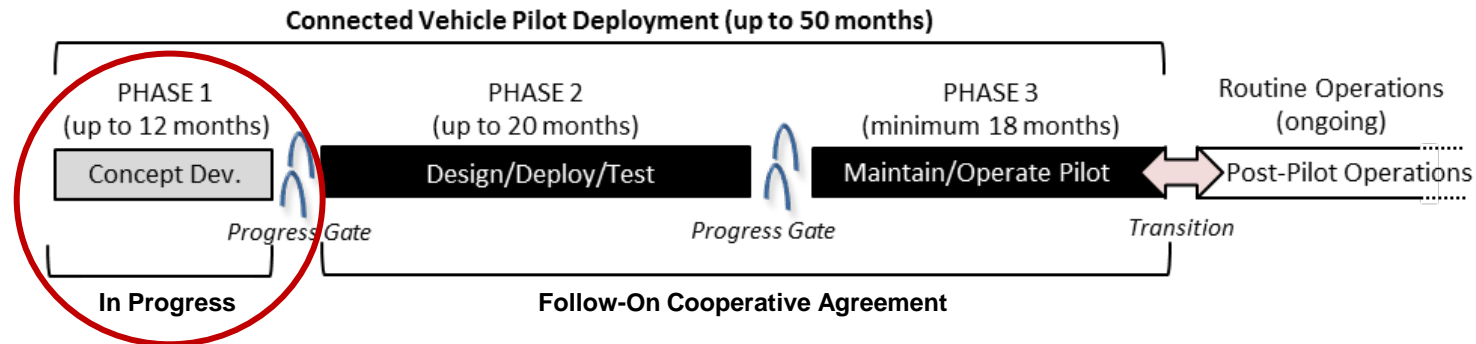 Connected Vehicle Pilot Deployment (up to 50 months)
PHASE 1
(up to 12 months)
Concept Dev.
Progress Gate
PHASE 2
(up to 20 months)
Design/Deploy/Test
Progress Gate
PHASE 3
(minimum 18 months)
Maintain/Operate Pilot
Transition
Routine Operations
(ongoing)
Post-Pilot Operations
In Progress
Follow-On Cooperative Agreement